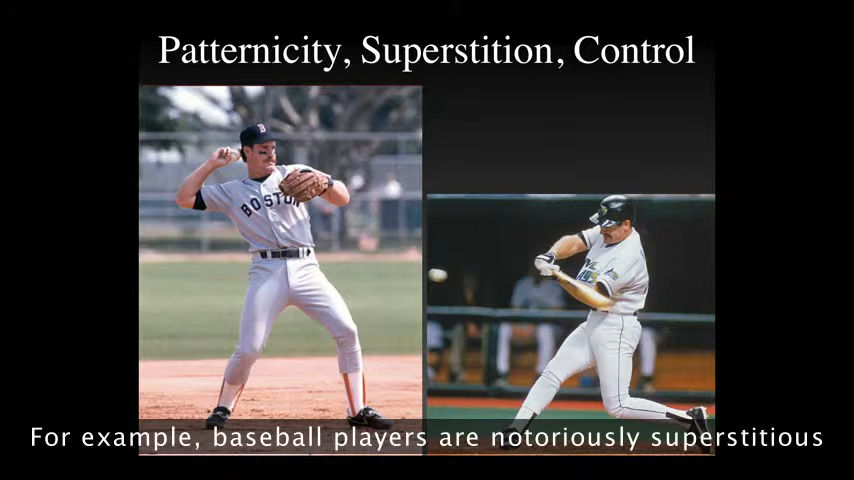 Patternicity, Superstition, Control
B
BOSTON
For example, baseball players are notoriously superstitious